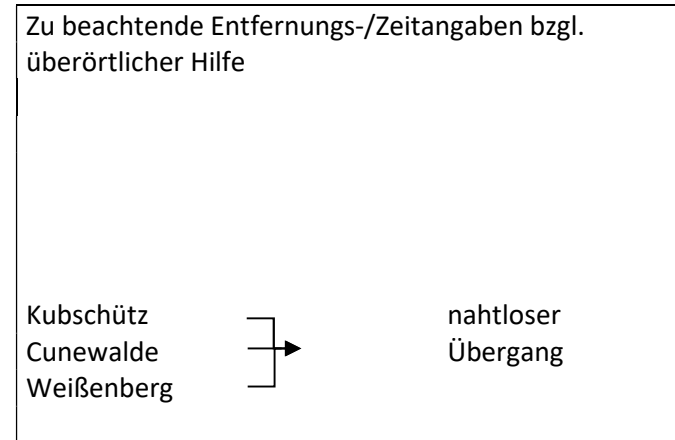 Zu beachtende Entfernungs-/Zeitangaben bzgl.
überörtlicher Hilfe
Kubschütz nahtloser
Cunewalde Übergang
Weißenberg